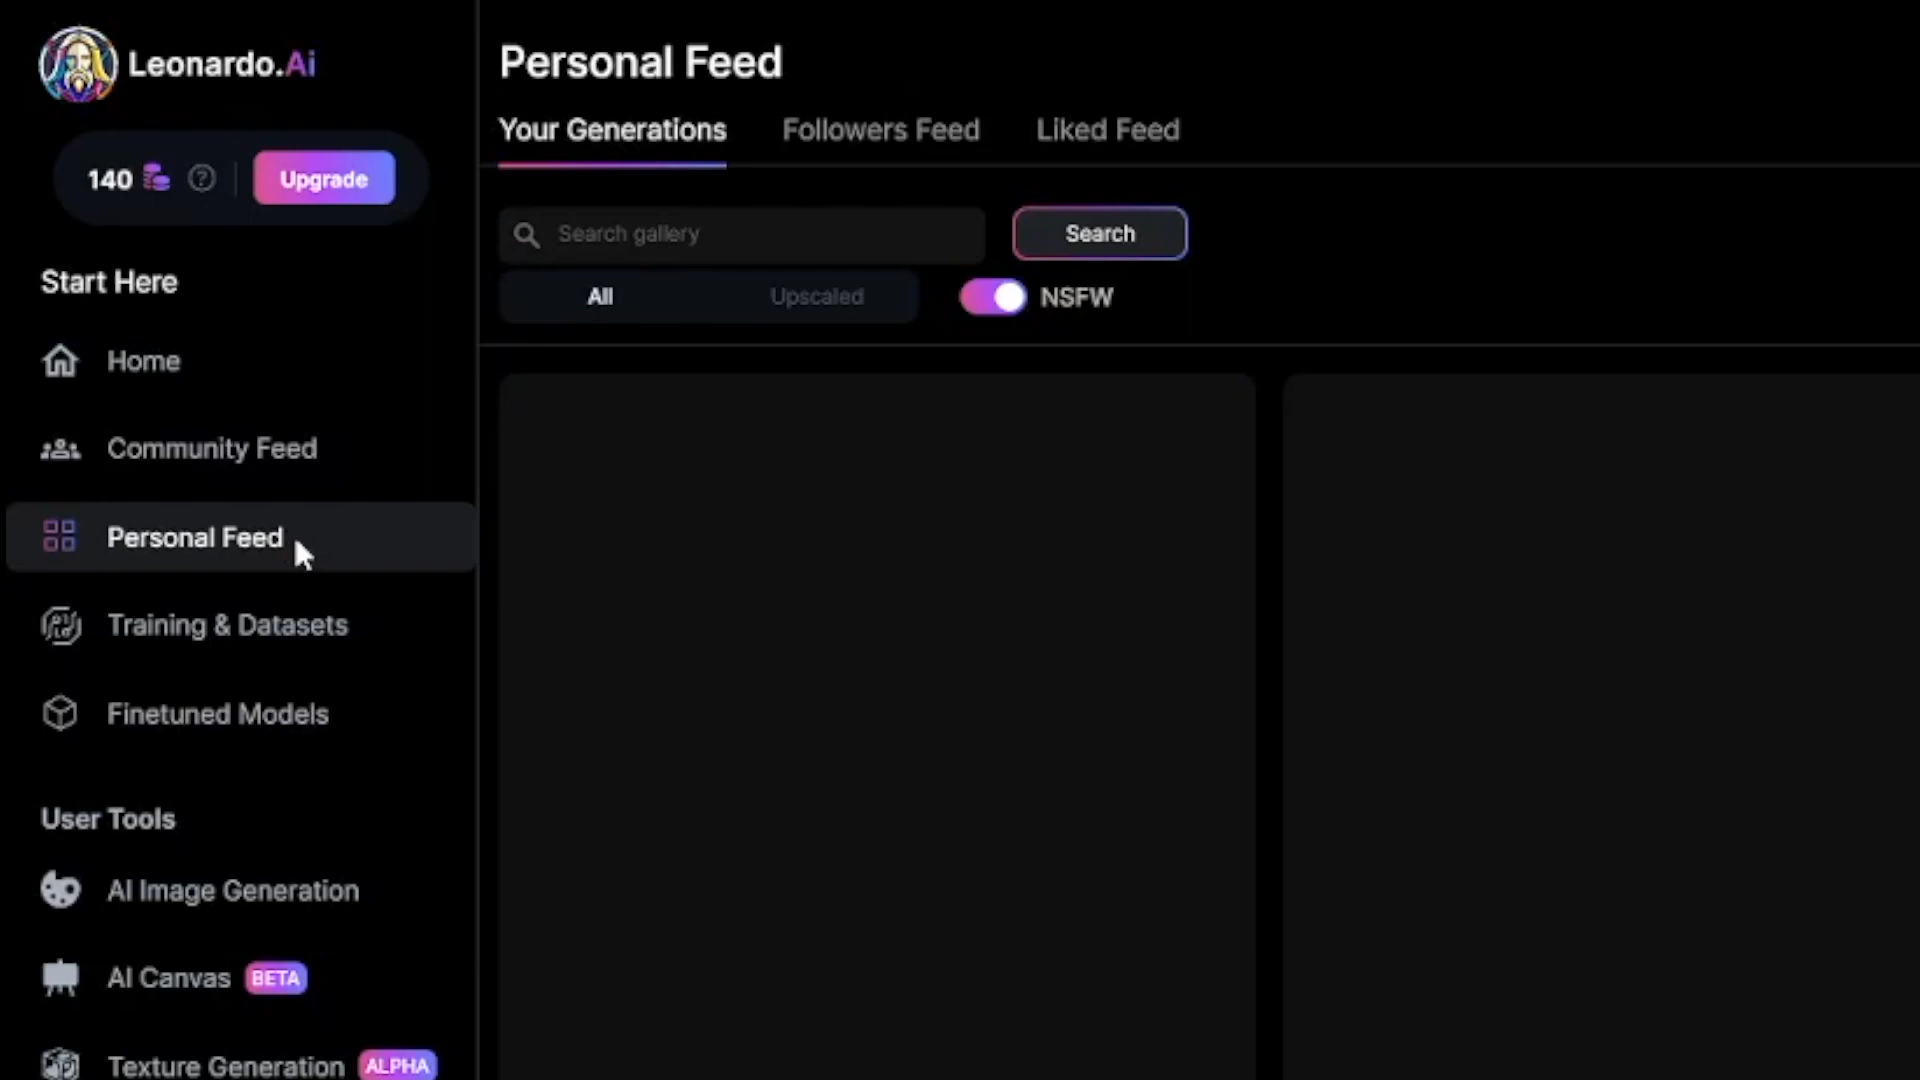 Leonardo.Ai
140 Upgrade
Start Here
Home
Community Feed
Personal Feed
Training & Datasets
Finetuned Models
User Tools
AI Image Generation
AI Canvas BETA
Texture Generation ALPHA
Personal Feed
Your Generations Followers Feed Liked Feed
Search gallery Search
All Upscaled NSFW